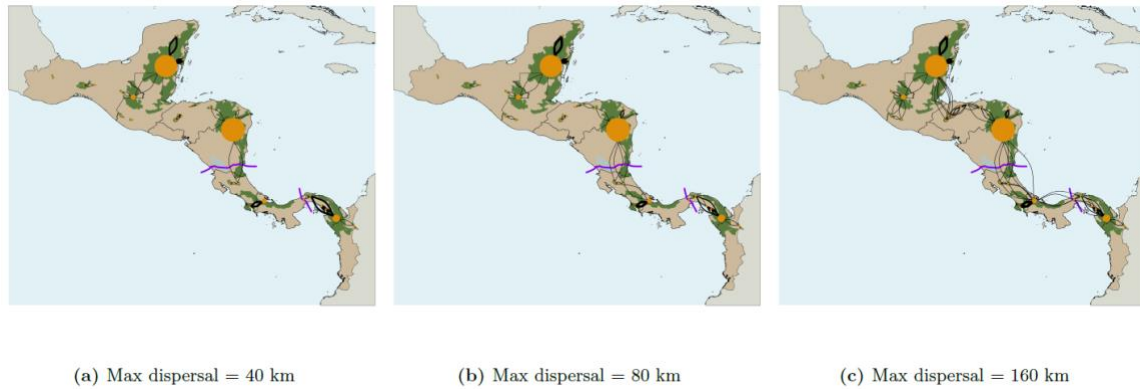 (a) Max dispersal = 40 km
(b) Max dispersal = 80 km
(c) Max dispersal = 160 km